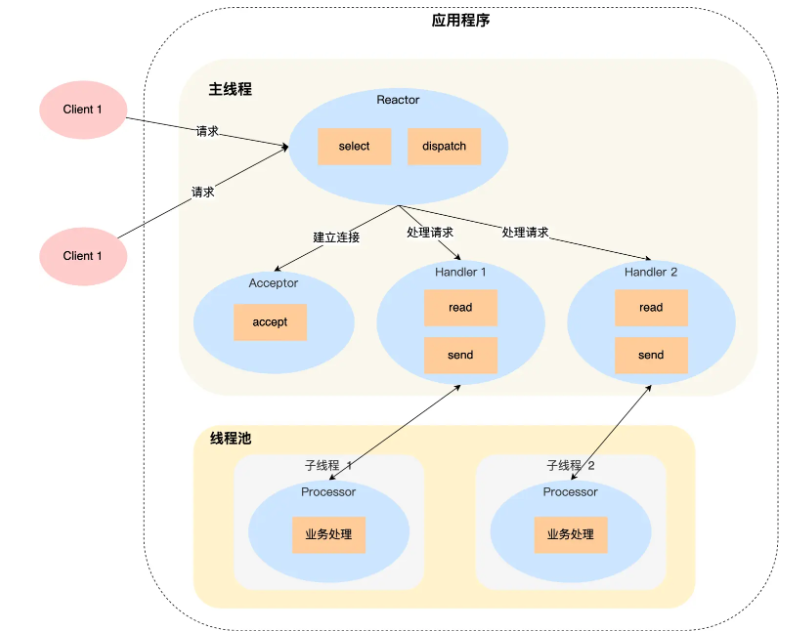 应用程序
主线程
Client 1
Reactor
select
dispatch
请求
请求
Client 1
建立连接
处理请求
处理请求
Acceptor
accept
Handler 1
read
send
Handler 2
read
send
线程池
子线程 1
Processor
业务处理
子线程 2
Processor
业务处理